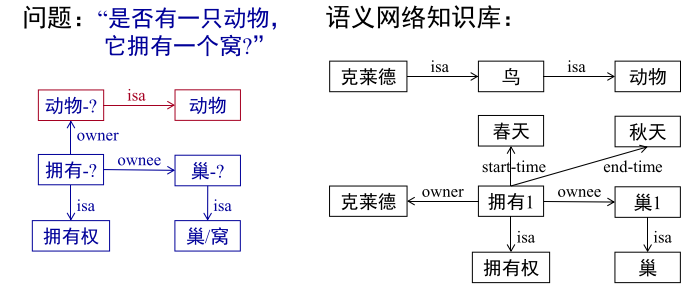 问题：“是否有一只动物，
它拥有一个窝?”
动物-?
isa
动物
owner
拥有-?
ownee
巢-?
isa
isa
拥有权
巢/窝
语义网络知识库：
克莱德
isa
鸟
isa
动物
春天
秋天
start-time
end-time
克莱德
owner
拥有1
ownee
巢1
isa
isa
拥有权
巢